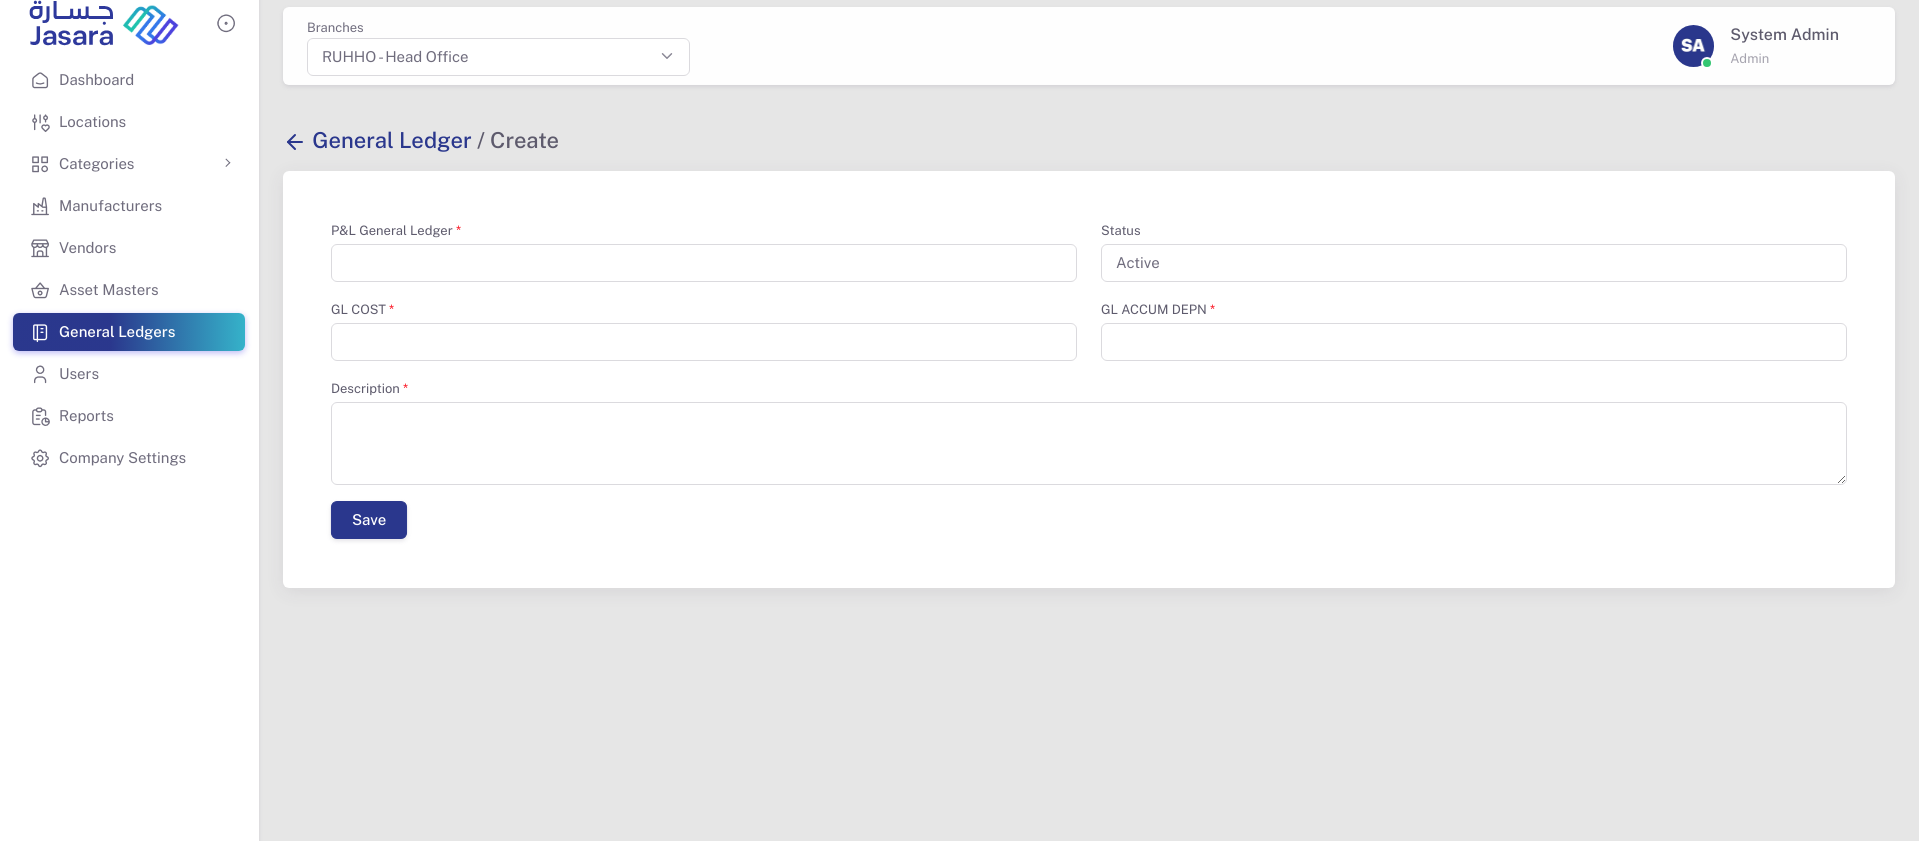 جسارة
Jasara
Dashboard
Locations
Categories
Manufacturers
Vendors
Asset Masters
General Ledgers
Users
Reports
Company Settings
Branches
RUHHO - Head Office
SA
System Admin
Admin
General Ledger / Create
P&L General Ledger *
Status
Active
GL COST *
GL ACCUM DEPN *
Description *
Save